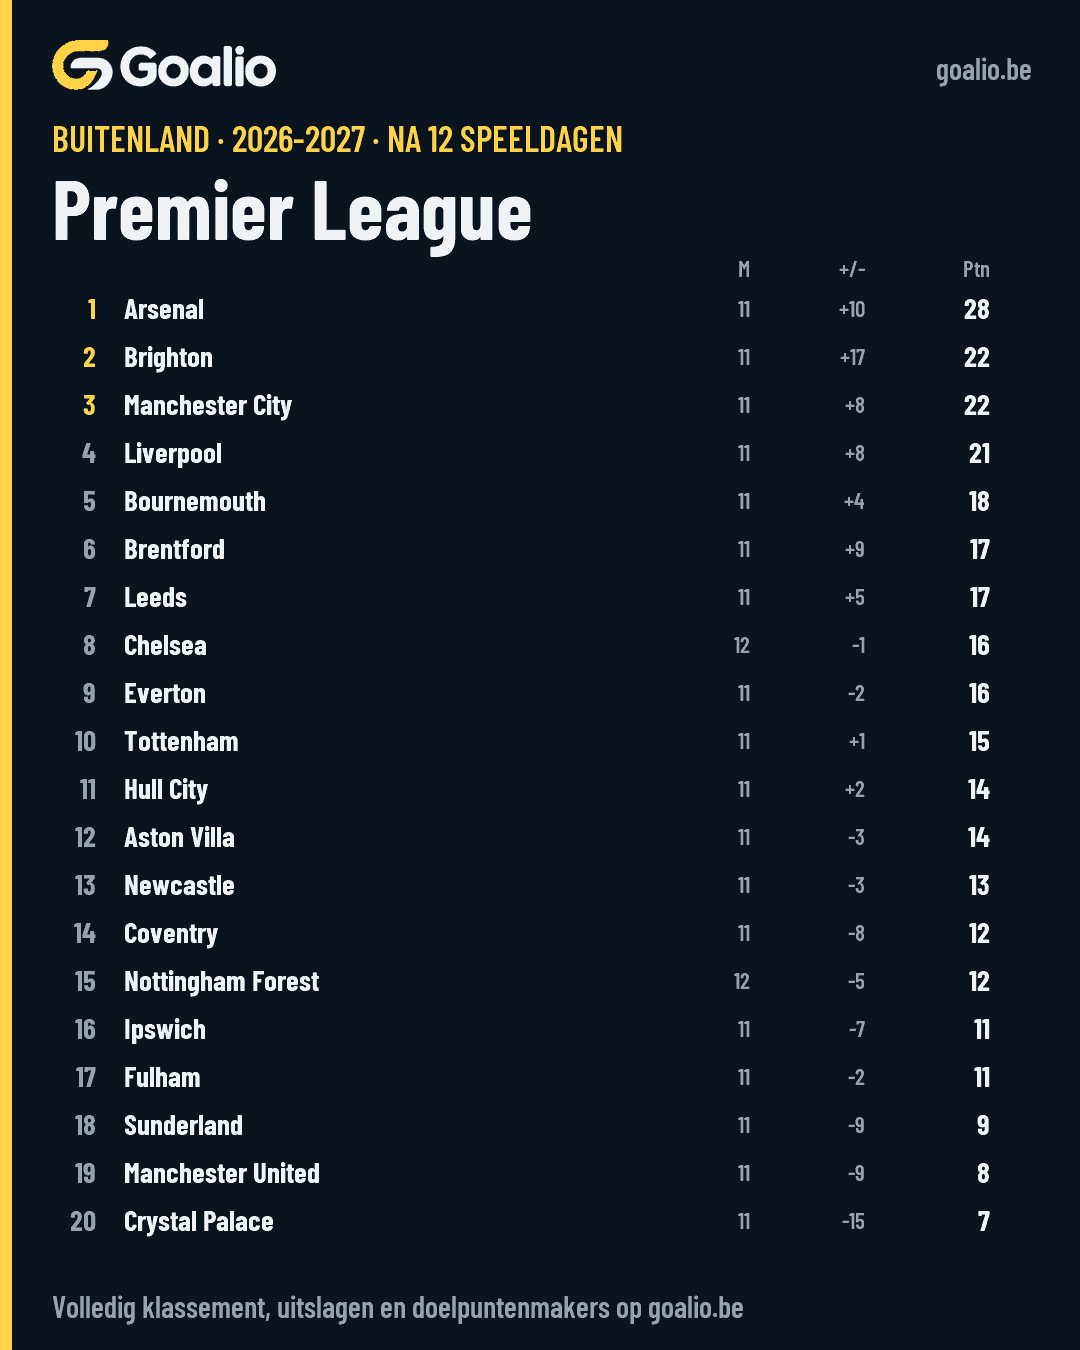 Goalio
goalio.be
BUITENLAND · 2026-2027 · NA 12 SPEELDAGEN
Premier League
M +/- Ptn
1 Arsenal 11 +10 28
2 Brighton 11 +17 22
3 Manchester City 11 +8 22
4 Liverpool 11 +8 21
5 Bournemouth 11 +4 18
6 Brentford 11 +9 17
7 Leeds 11 +5 17
8 Chelsea 12 -1 16
9 Everton 11 -2 16
10 Tottenham 11 +1 15
11 Hull City 11 +2 14
12 Aston Villa 11 -3 14
13 Newcastle 11 -3 13
14 Coventry 11 -8 12
15 Nottingham Forest 12 -5 12
16 Ipswich 11 -7 11
17 Fulham 11 -2 11
18 Sunderland 11 -9 9
19 Manchester United 11 -9 8
20 Crystal Palace 11 -15 7
Volledig klassement, uitslagen en doelpuntenmakers op goalio.be